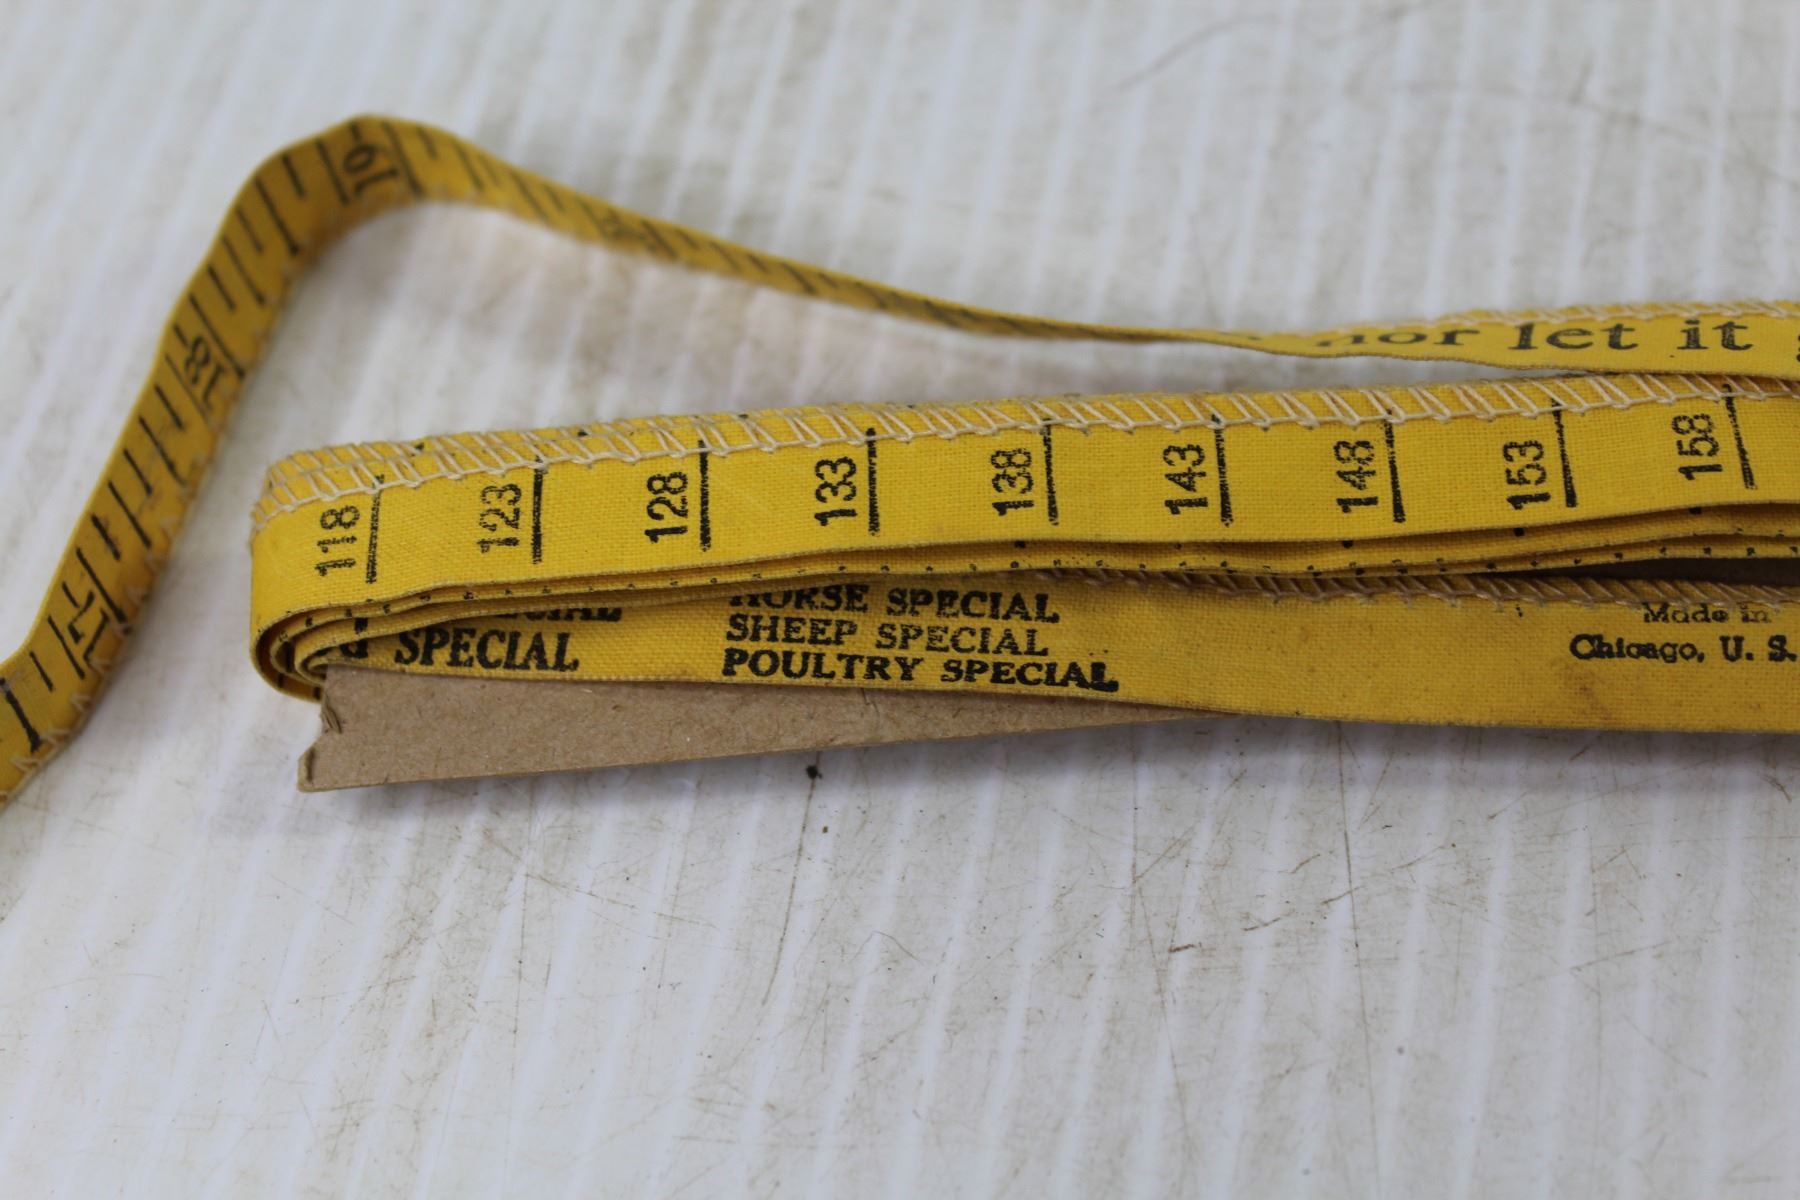 19
18
17
nor let it
118 123 128 133 138 143 148 153 158
SPECIAL
SPECIAL
HORSE SPECIAL
SHEEP SPECIAL
POULTRY SPECIAL
Made in
Chicago, U. S.